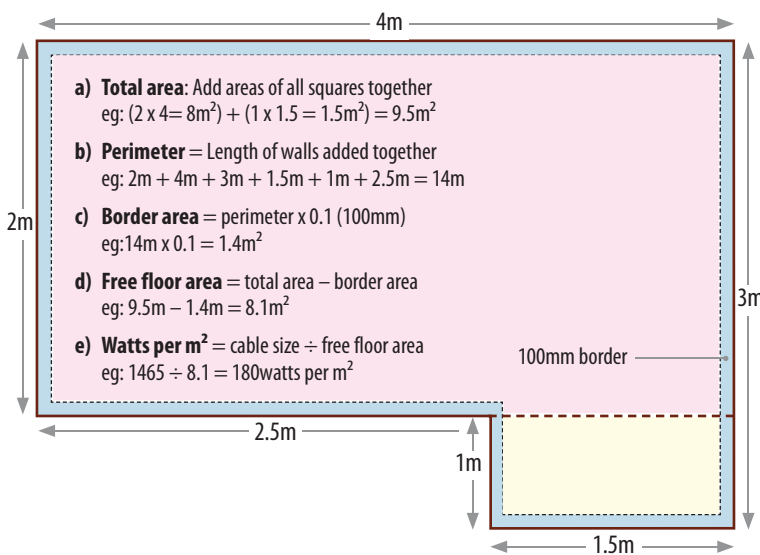 4m
a) Total area: Add areas of all squares together
eg: (2 x 4= 8m²) + (1 x 1.5 = 1.5m²) = 9.5m²
b) Perimeter = Length of walls added together
eg: 2m + 4m + 3m + 1.5m + 1m + 2.5m = 14m
2m
c) Border area = perimeter x 0.1 (100mm)
eg:14m x 0.1 = 1.4m²
d) Free floor area = total area – border area
eg: 9.5m – 1.4m = 8.1m²
3m
e) Watts per m² = cable size ÷ free floor area
eg: 1465 ÷ 8.1 = 180watts per m²
100mm border
2.5m
1m
1.5m